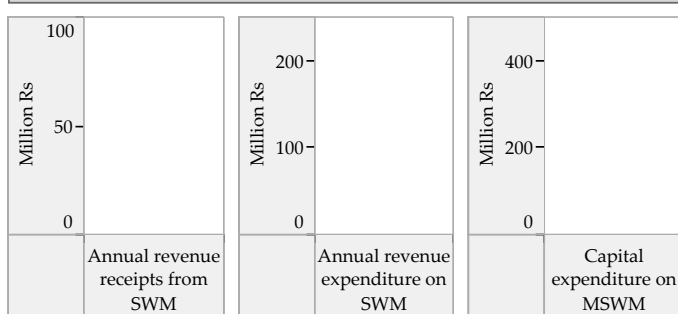 100
50
0
Million Rs
Annual revenue
receipts from
SWM
200
100
0
Million Rs
Annual revenue
expenditure on
SWM
400
200
0
Million Rs
Capital
expenditure on
MSWM